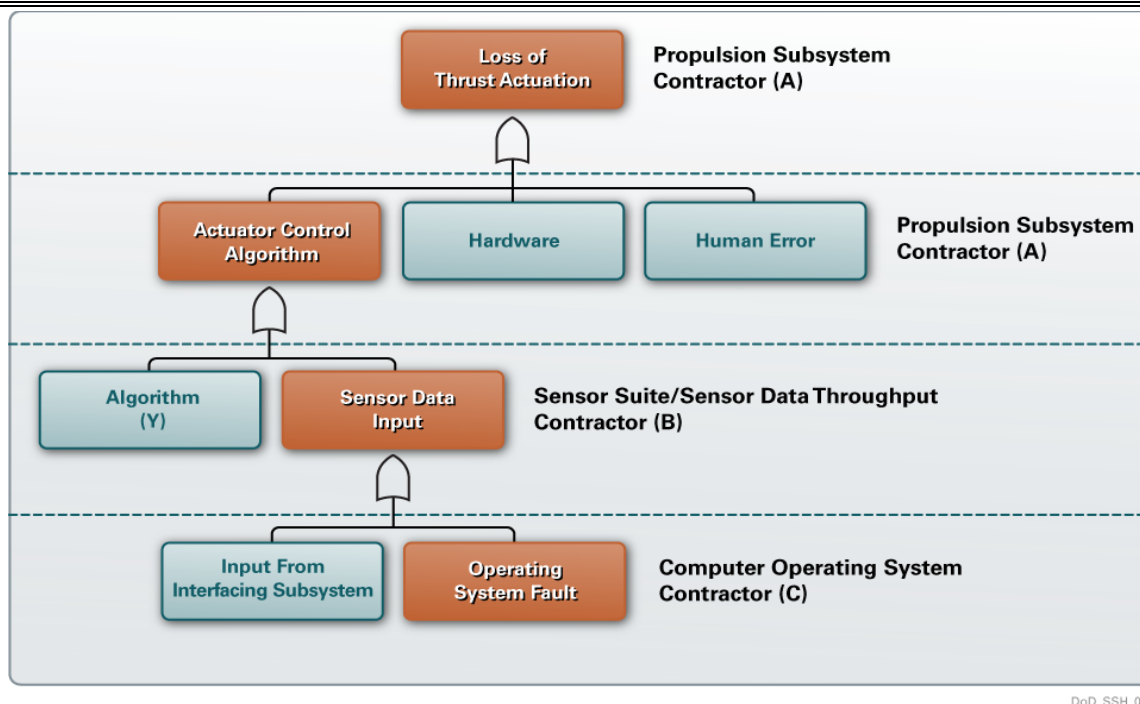 Loss of
Thrust Actuation
Propulsion Subsystem
Contractor (A)
Actuator Control
Algorithm
Hardware
Human Error
Propulsion Subsystem
Contractor (A)
Algorithm
(Y)
Sensor Data
Input
Sensor Suite/Sensor Data Throughput
Contractor (B)
Input From
Interfacing Subsystem
Operating
System Fault
Computer Operating System
Contractor (C)
DoD_SSH_0